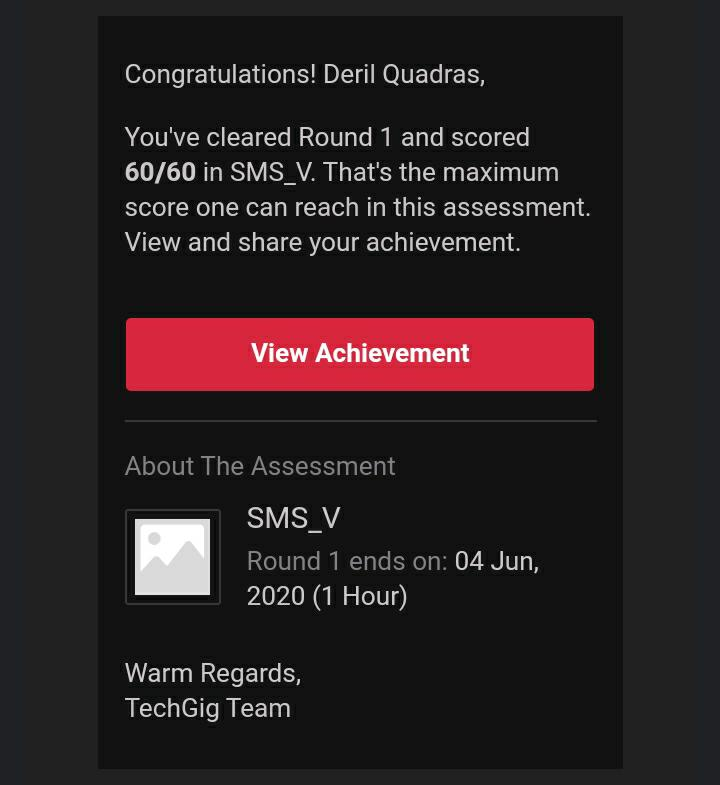 Congratulations! Deril Quadras,
You've cleared Round 1 and scored
60/60 in SMS_V. That's the maximum
score one can reach in this assessment.
View and share your achievement.
View Achievement
About The Assessment
SMS_V
Round 1 ends on: 04 Jun,
2020 (1 Hour)
Warm Regards,
TechGig Team